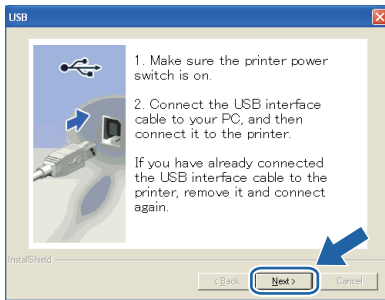 USB
1. Make sure the printer power
switch is on.
2. Connect the USB interface
cable to your PC, and then
connect it to the printer.
If you have already connected
the USB interface cable to the
printer, remove it and connect
again.
InstallShield
< Back
Next >
Cancel